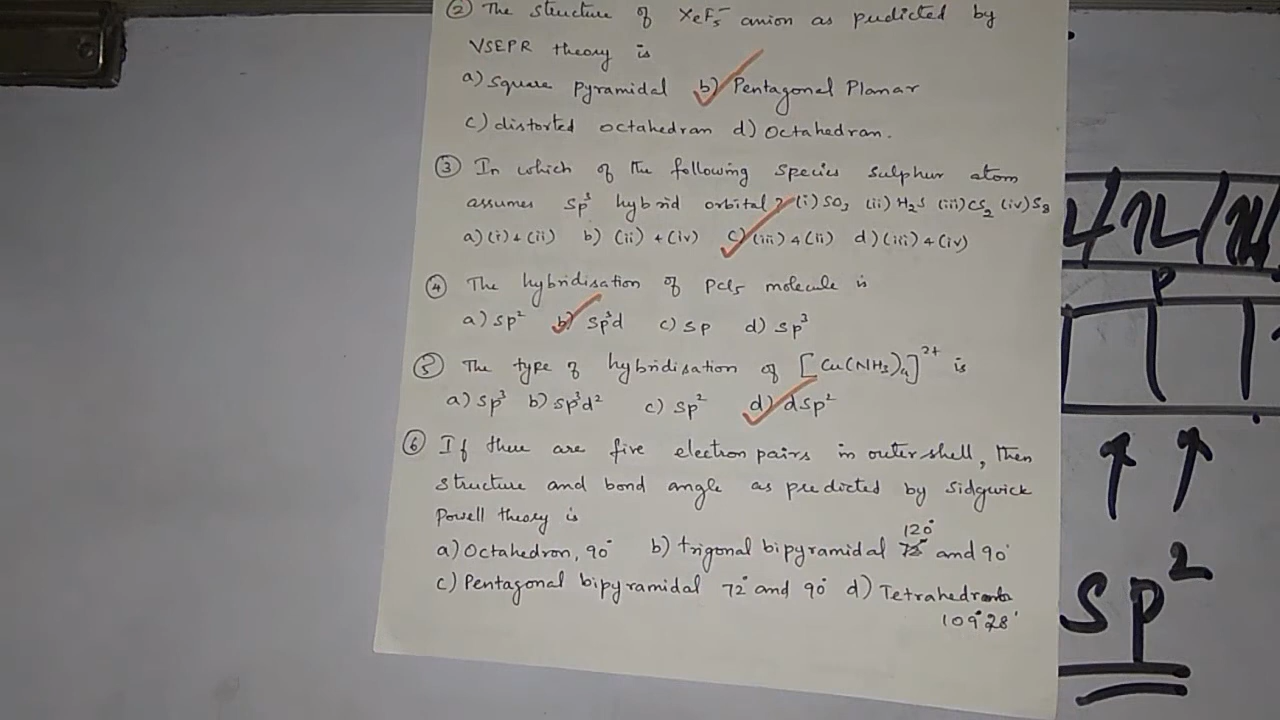 ② The structure of XeF₅⁻ anion as predicted by
VSEPR theory is
a) Square pyramidal b) Pentagonal Planar
c) distorted octahedran d) Octahedran.
③ In which of the following species sulphur atom
assumes sp³ hybrid orbital? (i) SO₃ (ii) H₂S (iii) CS₂ (iv) S₈
a) (i) + (ii) b) (ii) + (iv) c) (iii) + (ii) d) (iii) + (iv)
④ The hybridisation of PCl₅ molecule is
a) sp² b) sp³d c) sp d) sp³
⑤ The type of hybridisation of [Cu(NH₃)₄]²⁺ is
a) sp³ b) sp³d² c) sp² d) dsp²
⑥ If there are five electron pairs in outer shell, then
structure and bond angle as predicted by Sidgwick
Powell theory is
a) Octahedron, 90° b) trigonal bipyramidal 120° and 90°
c) Pentagonal bipyramidal 72° and 90° d) Tetrahedron
109°28'
P
sp²